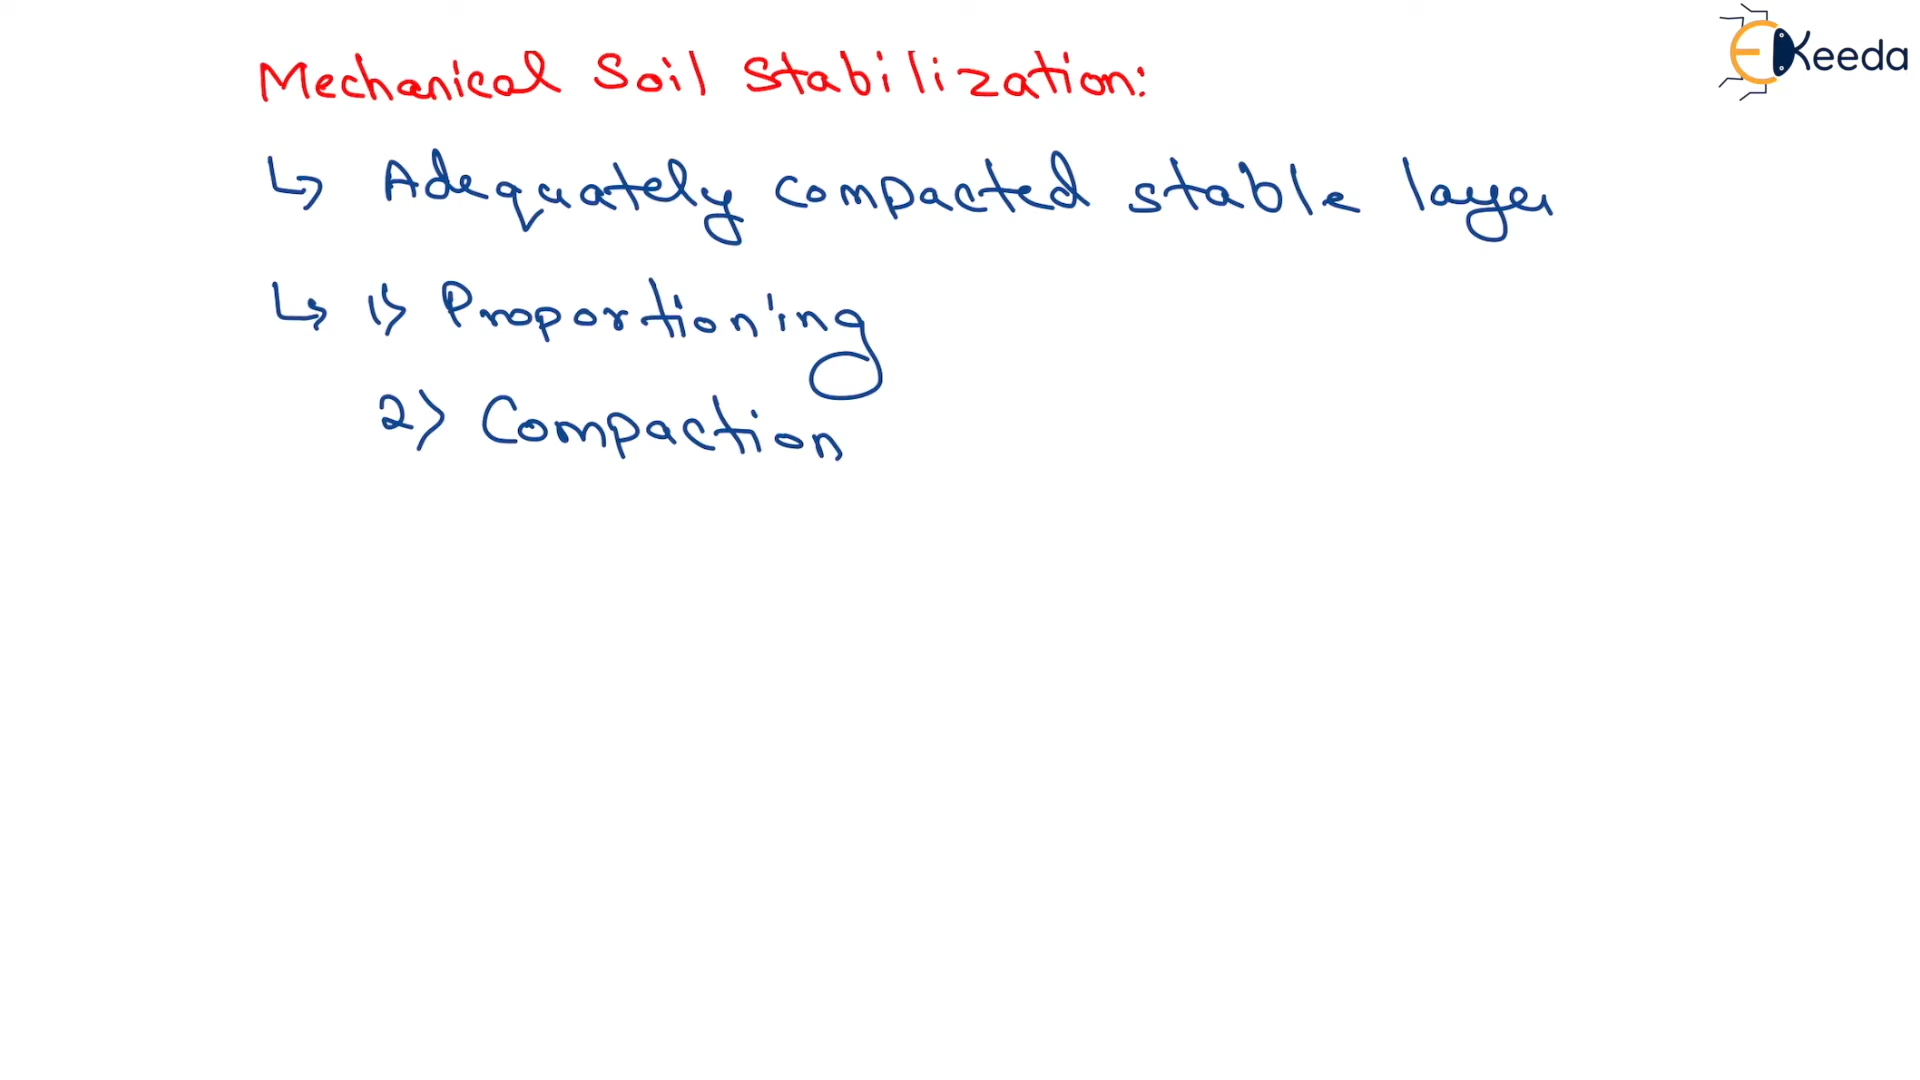 Mechanical Soil Stabilization:
EKeeda
↳ Adequately compacted stable layer
↳ 1) Proportioning
2) Compaction